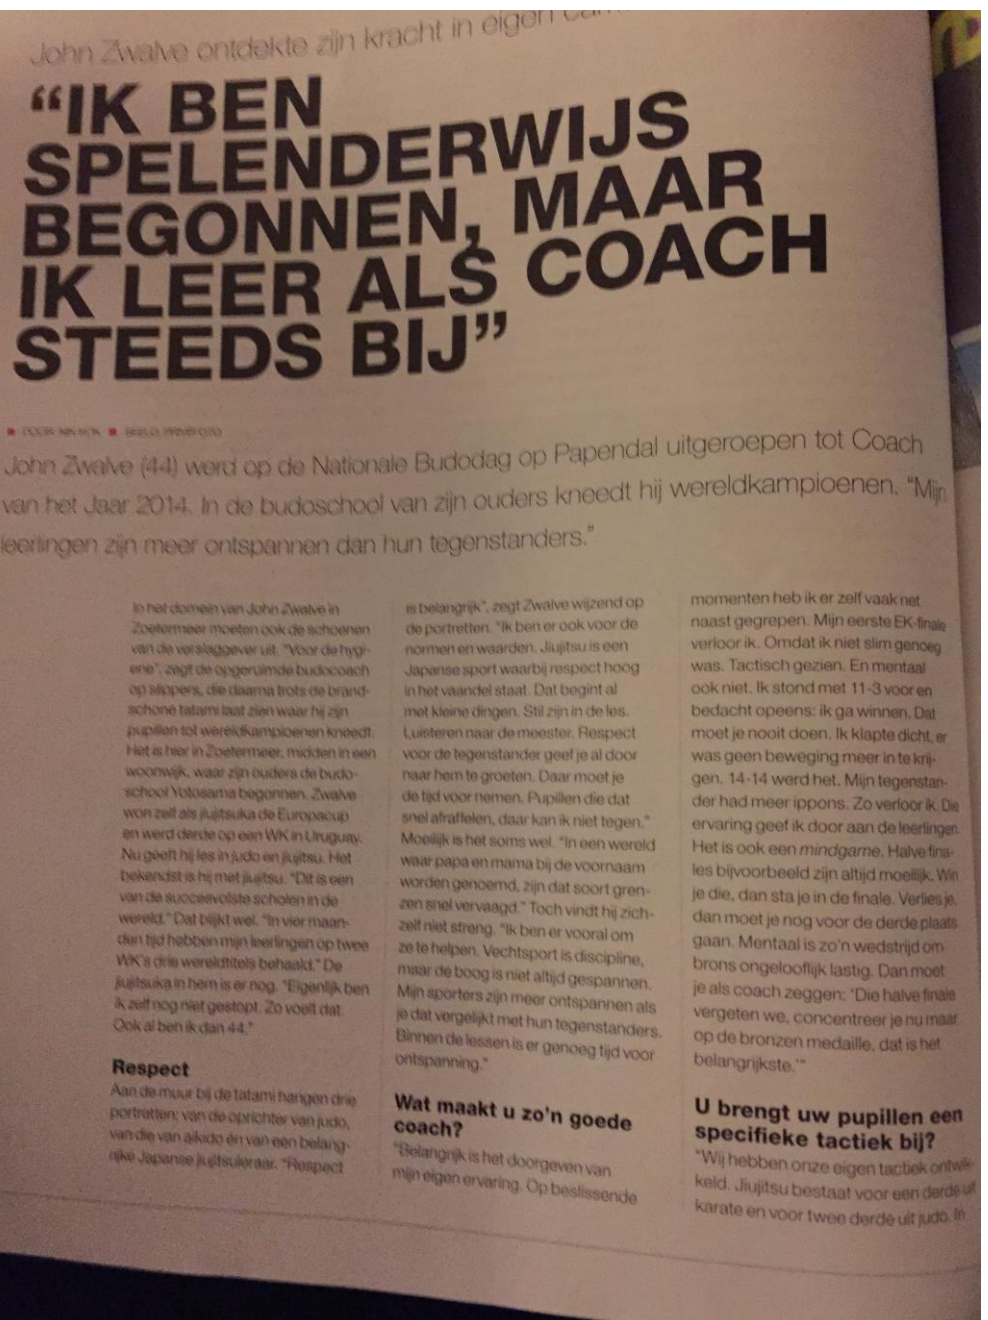 John Zwalve ontdekte zijn kracht in eigen
“IK BEN
SPELENDERWIJS
BEGONNEN, MAAR
IK LEER ALS COACH
STEEDS BIJ”
John Zwalve (44) werd op de Nationale Budodag op Papendal uitgeroepen tot Coach
van het Jaar 2014. In de budoschool van zijn ouders kneedt hij wereldkampioenen. “Mijn
leerlingen zijn meer ontspannen dan hun tegenstanders.”
In het domein van John Zwalve in
Zoetermeer moeten ook de schoenen
van de verslaggever uit. “Voor de hygi-
ene”, zegt de opgeruimde budocoach
op slippers, die daarna trots de brand-
schone tatami laat zien waar hij zijn
pupillen tot wereldkampioenen kneedt.
Het is hier in Zoetermeer, midden in een
woonwijk, waar zijn ouders de budo-
school Yotosama begonnen. Zwalve
won zelf als jiujitsuka de Europacup
en werd derde op een WK in Uruguay.
Nu geeft hij les in judo en jiujitsu. Het
bekendst is hij met jiujitsu. “Dit is een
van de succesvolste scholen in de
wereld.” Dat blijkt wel. “In vier maan-
den tijd hebben mijn leerlingen op twee
WK’s drie wereldtitels behaald.” De
jiujitsuka in hem is er nog. “Eigenlijk ben
ik zelf nog niet gestopt. Zo voelt dat.
Ook al ben ik dan 44.”
Respect
Aan de muur bij de tatami hangen drie
portretten; van de oprichter van judo,
van die van aikido én van een belang-
rijke Japanse jiujitsuleraar. “Respect
is belangrijk”, zegt Zwalve wijzend op
de portretten. “Ik ben er ook voor de
normen en waarden. Jiujitsu is een
Japanse sport waarbij respect hoog
in het vaandel staat. Dat begint al
met kleine dingen. Stil zijn in de les.
Luisteren naar de meester. Respect
voor de tegenstander geef je al door
naar hem te groeten. Daar moet je
de tijd voor nemen. Pupillen die dat
snel afraffelen, daar kan ik niet tegen.”
Moeilijk is het soms wel. “In een wereld
waar papa en mama bij de voornaam
worden genoemd, zijn dat soort gren-
zen snel vervaagd.” Toch vindt hij zich-
zelf niet streng. “Ik ben er vooral om
ze te helpen. Vechtsport is discipline,
maar de boog is niet altijd gespannen.
Mijn sporters zijn meer ontspannen als
je dat vergelijkt met hun tegenstanders.
Binnen de lessen is er genoeg tijd voor
ontspanning.”
Wat maakt u zo’n goede
coach?
“Belangrijk is het doorgeven van
mijn eigen ervaring. Op beslissende
momenten heb ik er zelf vaak net
naast gegrepen. Mijn eerste EK-finale
verloor ik. Omdat ik niet slim genoeg
was. Tactisch gezien. En mentaal
ook niet. Ik stond met 11-3 voor en
bedacht opeens: ik ga winnen. Dat
moet je nooit doen. Ik klapte dicht, er
was geen beweging meer in te krij-
gen. 14-14 werd het. Mijn tegenstan-
der had meer ippons. Zo verloor ik. Die
ervaring geef ik door aan de leerlingen.
Het is ook een mindgame. Halve fina-
les bijvoorbeeld zijn altijd moeilijk. Win
je die, dan sta je in de finale. Verlies je,
dan moet je nog voor de derde plaats
gaan. Mentaal is zo’n wedstrijd om
brons ongelooflijk lastig. Dan moet
je als coach zeggen: ‘Die halve finale
vergeten we, concentreer je nu maar
op de bronzen medaille, dat is het
belangrijkste.’”
U brengt uw pupillen een
specifieke tactiek bij?
“Wij hebben onze eigen tactiek ontwik-
keld. Jiujitsu bestaat voor een derde uit
karate en voor twee derde uit judo. In